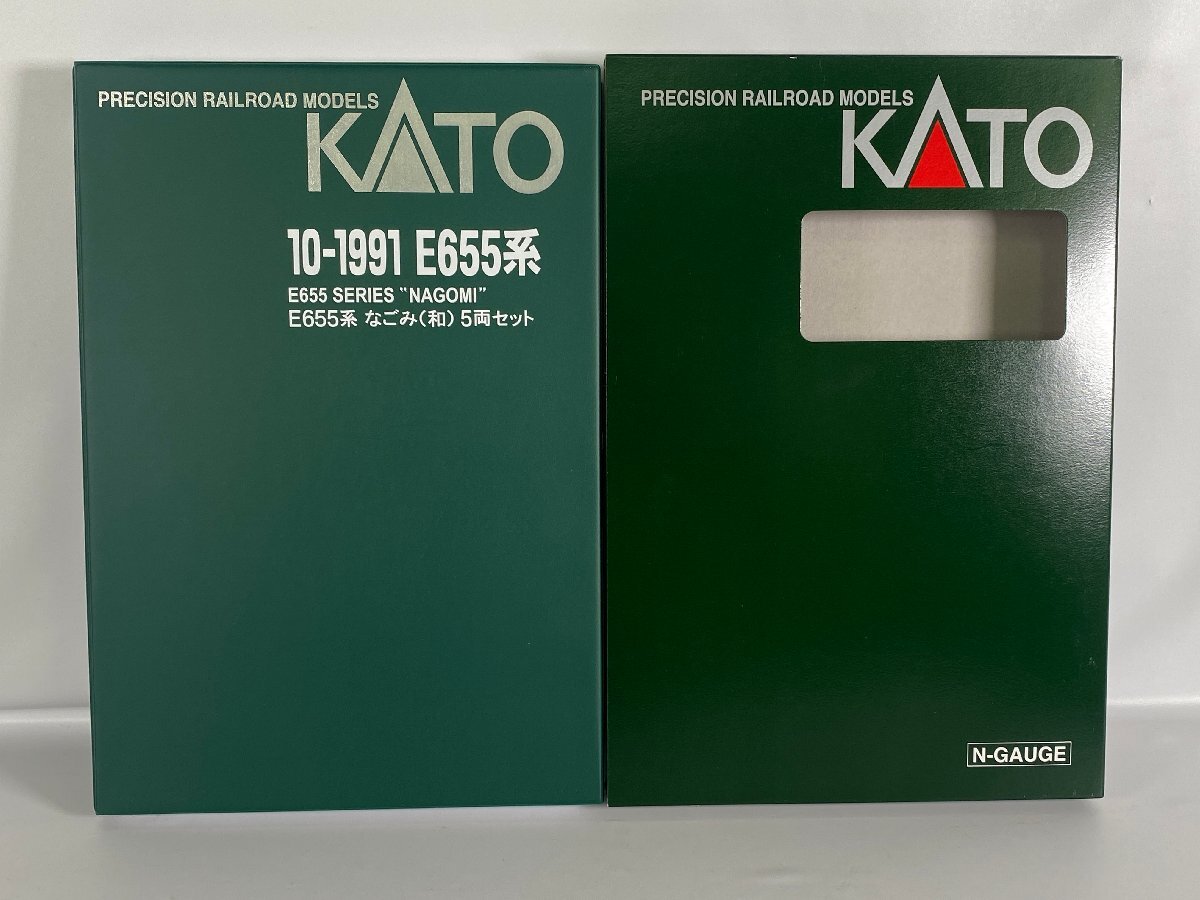 PRECISION RAILROAD MODELS
KATO
10-1991 E655系
E655 SERIES "NAGOMI"
E655系 なごみ(和) 5両セット
PRECISION RAILROAD MODELS
KATO
N-GAUGE